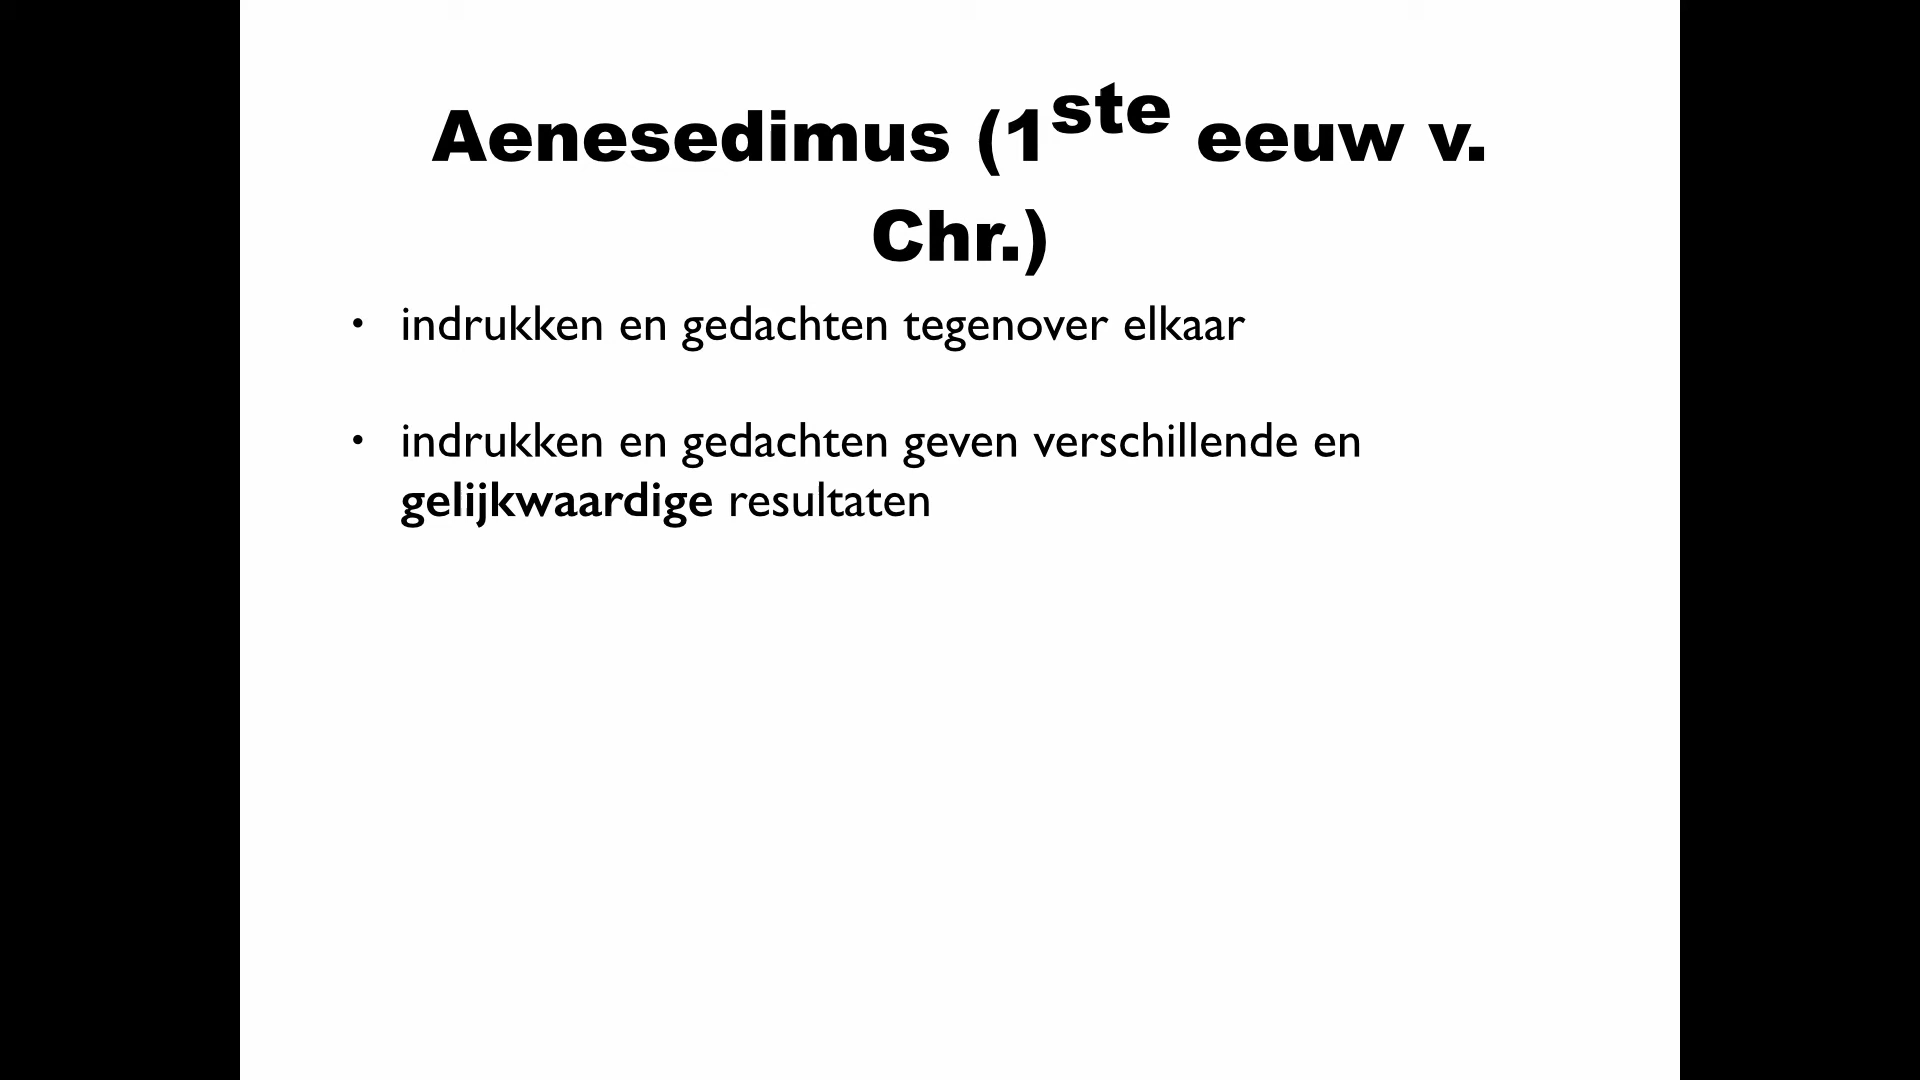 Aenesedimus (1ste eeuw v.
Chr.)
• indrukken en gedachten tegenover elkaar
• indrukken en gedachten geven verschillende en
gelijkwaardige resultaten